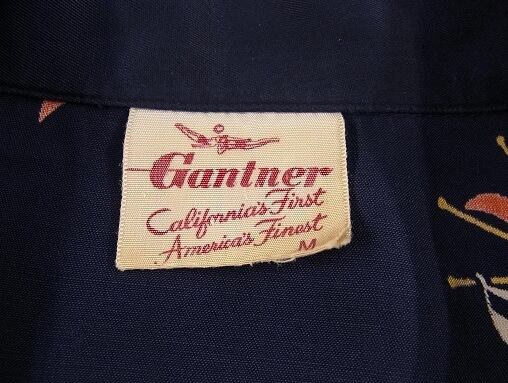 Gantner
California's First
America's Finest
M